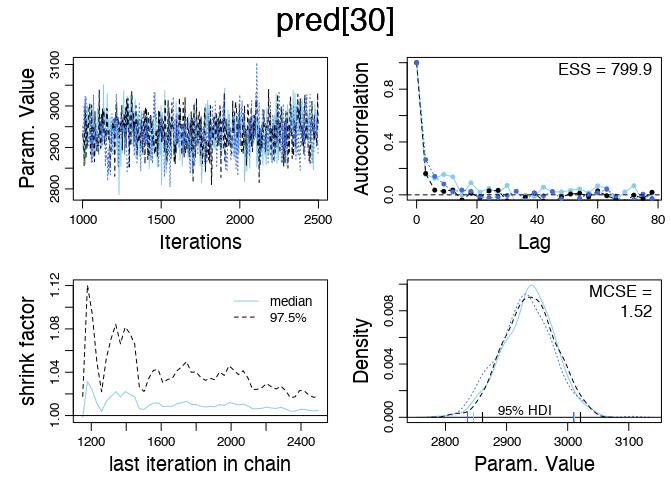 pred[30]
Param. Value
2800 2900 3000 3100
1000 1500 2000 2500
Iterations
ESS = 799.9
Autocorrelation
0.0 0.4 0.8
0 20 40 60 80
Lag
shrink factor
1.00 1.04 1.08 1.12
median
97.5%
1200 1600 2000 2400
last iteration in chain
MCSE =
1.52
Density
0.000 0.004 0.008
95% HDI
2800 2900 3000 3100
Param. Value